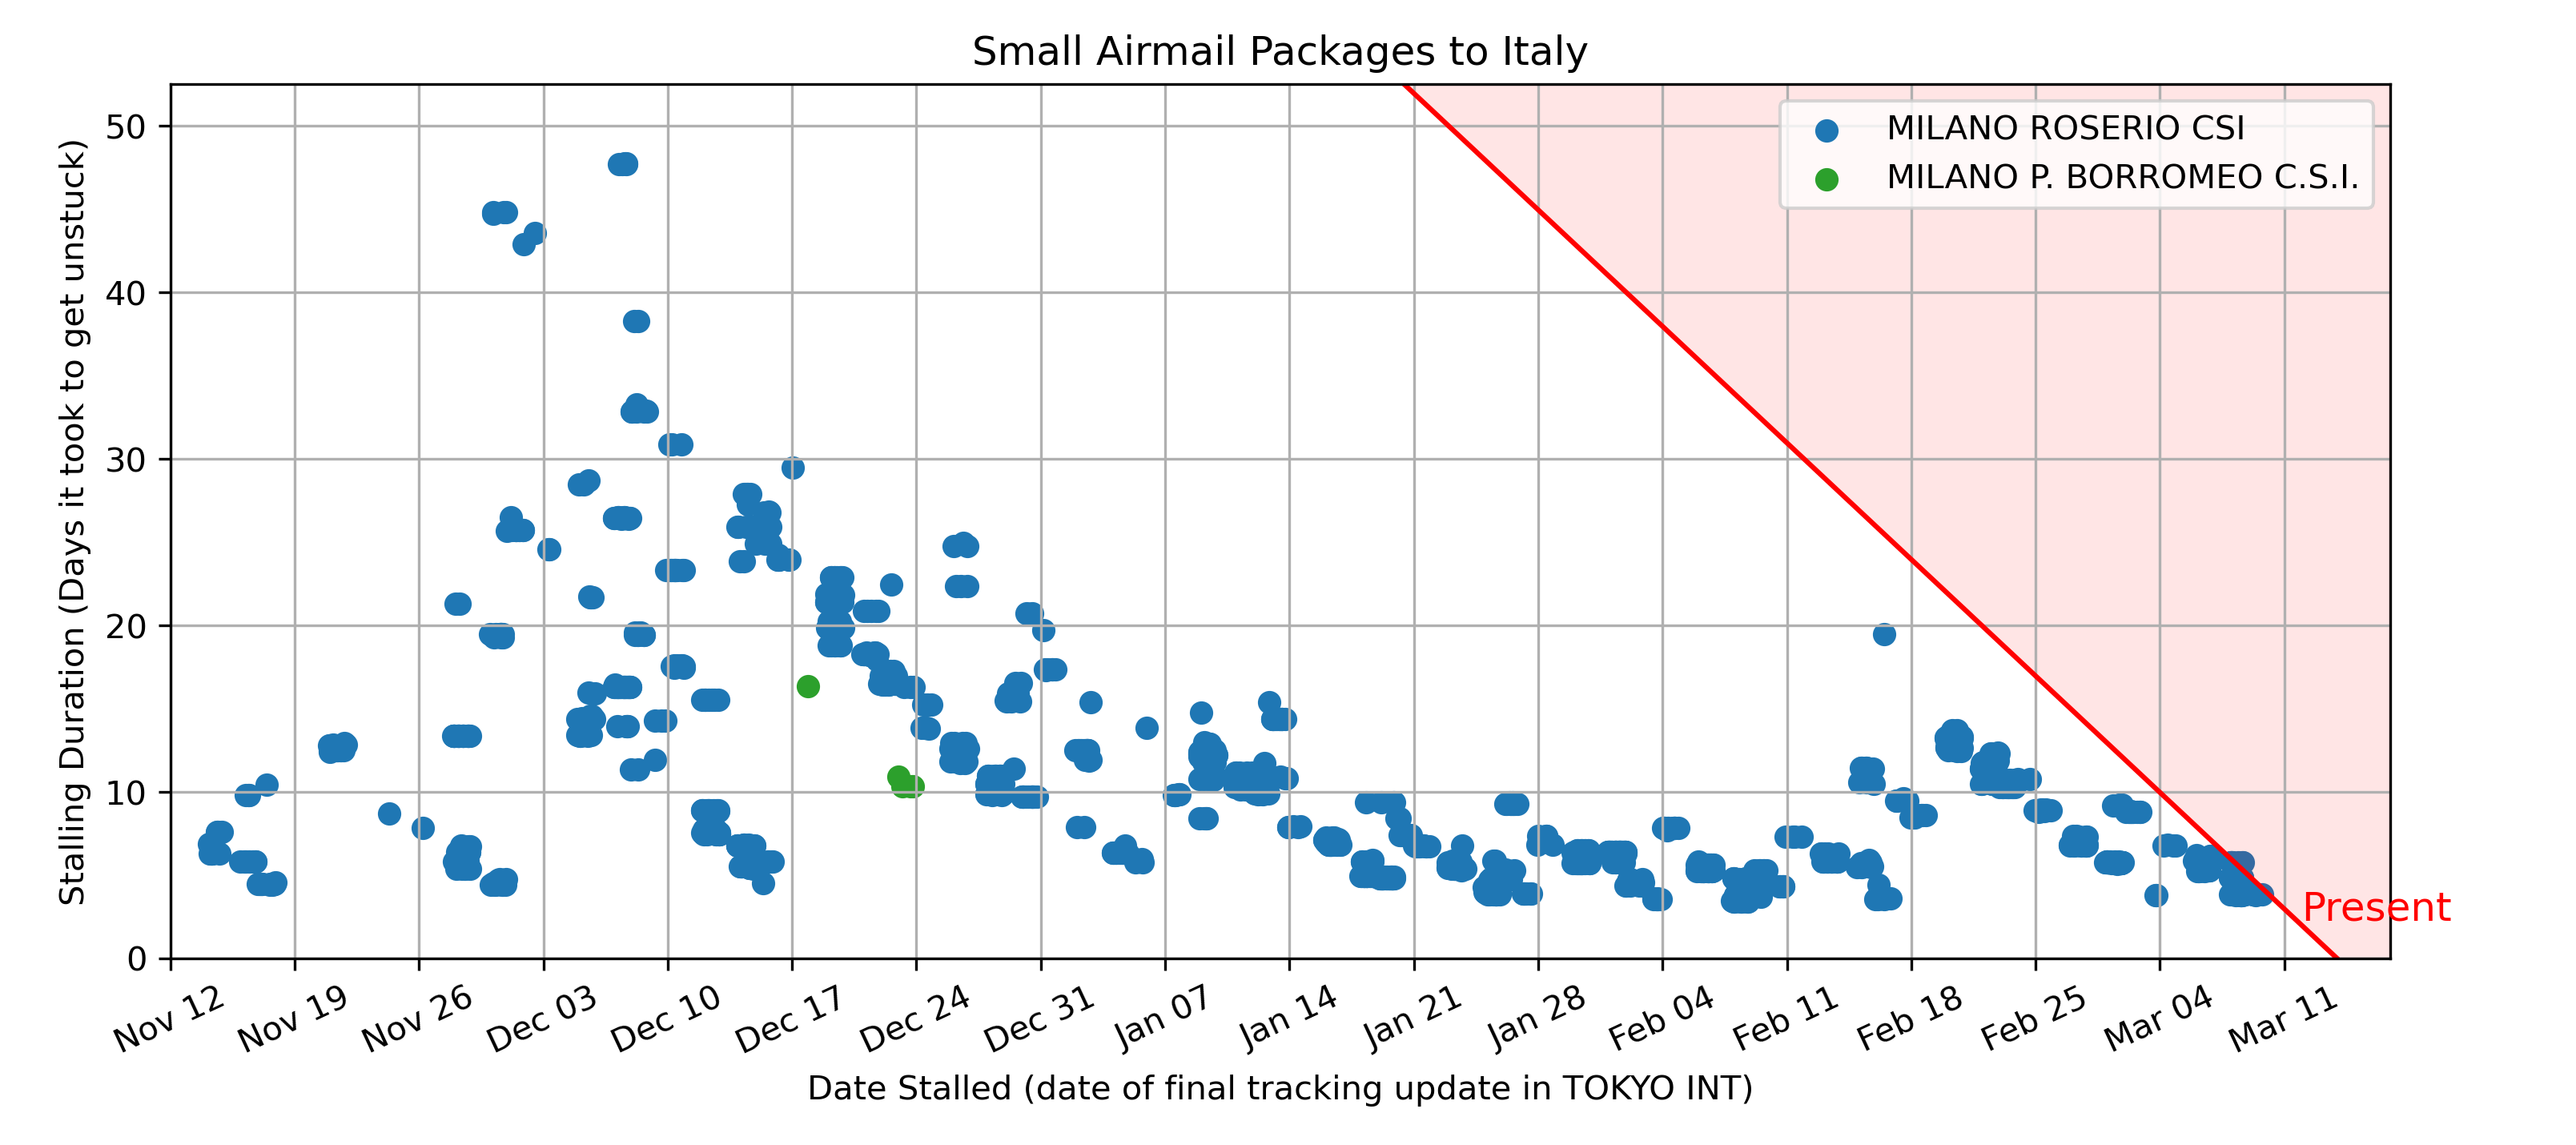 Small Airmail Packages to Italy
Stalling Duration (Days it took to get unstuck)
50
40
30
20
10
0
MILANO ROSERIO CSI
MILANO P. BORROMEO C.S.I.
Present
Nov 12
Nov 19
Nov 26
Dec 03
Dec 10
Dec 17
Dec 24
Dec 31
Jan 07
Jan 14
Jan 21
Jan 28
Feb 04
Feb 11
Feb 18
Feb 25
Mar 04
Mar 11
Date Stalled (date of final tracking update in TOKYO INT)